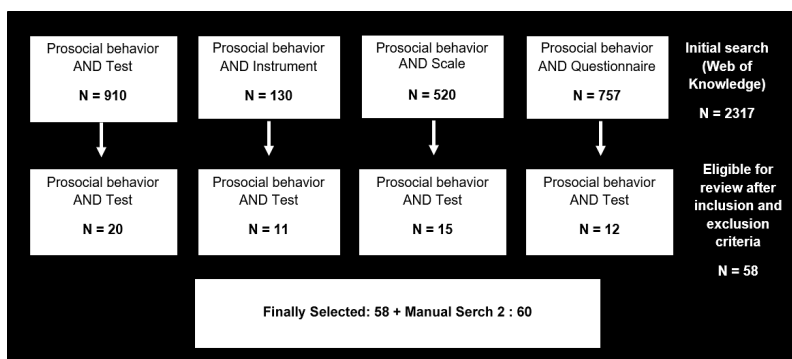 Prosocial behavior
AND Test
N = 910
Prosocial behavior
AND Instrument
N = 130
Prosocial behavior
AND Scale
N = 520
Prosocial behavior
AND Questionnaire
N = 757
Initial search
(Web of
Knowledge)
N = 2317
Prosocial behavior
AND Test
N = 20
Prosocial behavior
AND Test
N = 11
Prosocial behavior
AND Test
N = 15
Prosocial behavior
AND Test
N = 12
Eligible for
review after
inclusion and
exclusion
criteria
N = 58
Finally Selected: 58 + Manual Serch 2 : 60